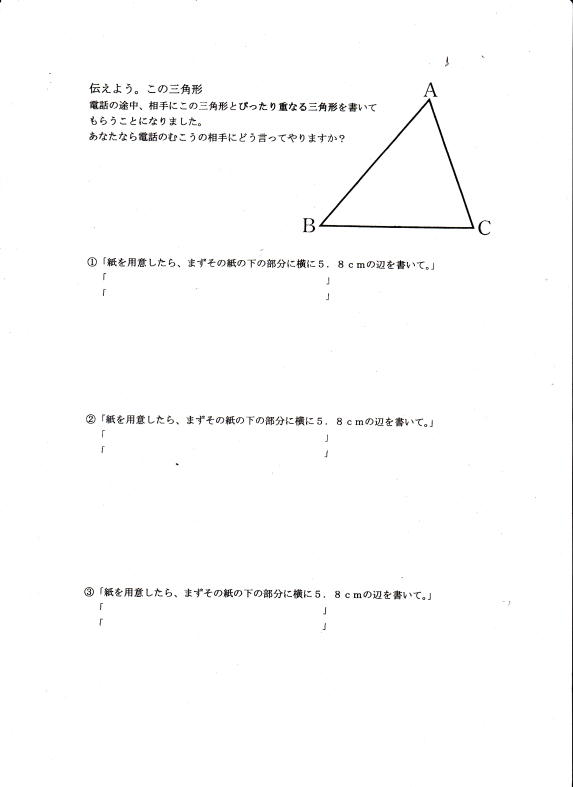 伝えよう。この三角形
電話の途中、相手にこの三角形とぴったり重なる三角形を書いて
もらうことになりました。
あなたなら電話のむこうの相手にどう言ってやりますか？
A
B
C
①「紙を用意したら、まずその紙の下の部分に横に５．８ｃｍの辺を書いて。」
「　　　　　　　　　　　　　　　」
「　　　　　　　　　　　　　　　」
②「紙を用意したら、まずその紙の下の部分に横に５．８ｃｍの辺を書いて。」
「　　　　　　　　　　　　　　　」
「　　　　　　　　　　　　　　　」
③「紙を用意したら、まずその紙の下の部分に横に５．８ｃｍの辺を書いて。」
「　　　　　　　　　　　　　　　」
「　　　　　　　　　　　　　　　」